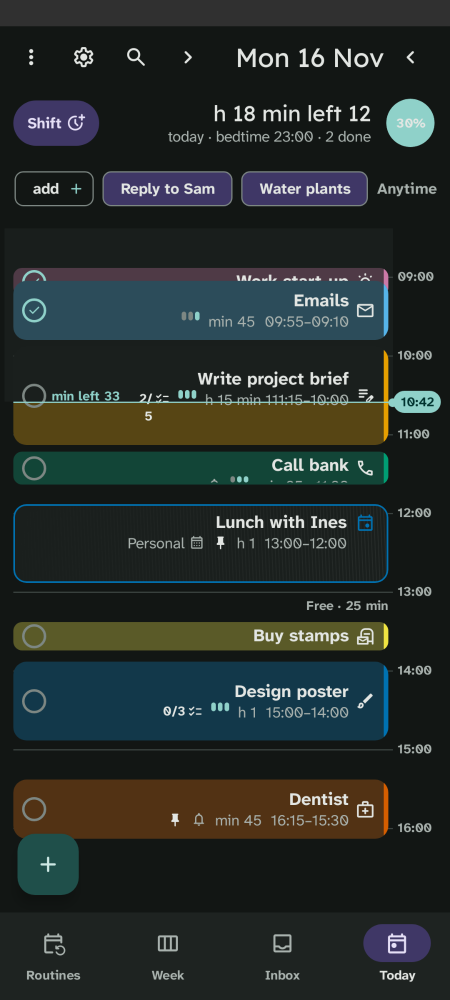 Mon 16 Nov
Shift
h 18 min left 12
today · bedtime 23:00 · 2 done
30%
add +
Reply to Sam
Water plants
Anytime
Work start-up
09:00
Emails
min 45 09:55–09:10
10:00
Write project brief
min left 33
2/
5
h 15 min 111:15–10:00
10:42
11:00
Call bank
12:00
Lunch with Ines
Personal
h 1 13:00–12:00
13:00
Free · 25 min
Buy stamps
14:00
Design poster
0/3
h 1 15:00–14:00
15:00
Dentist
min 45 16:15–15:30
16:00
+
Routines
Week
Inbox
Today